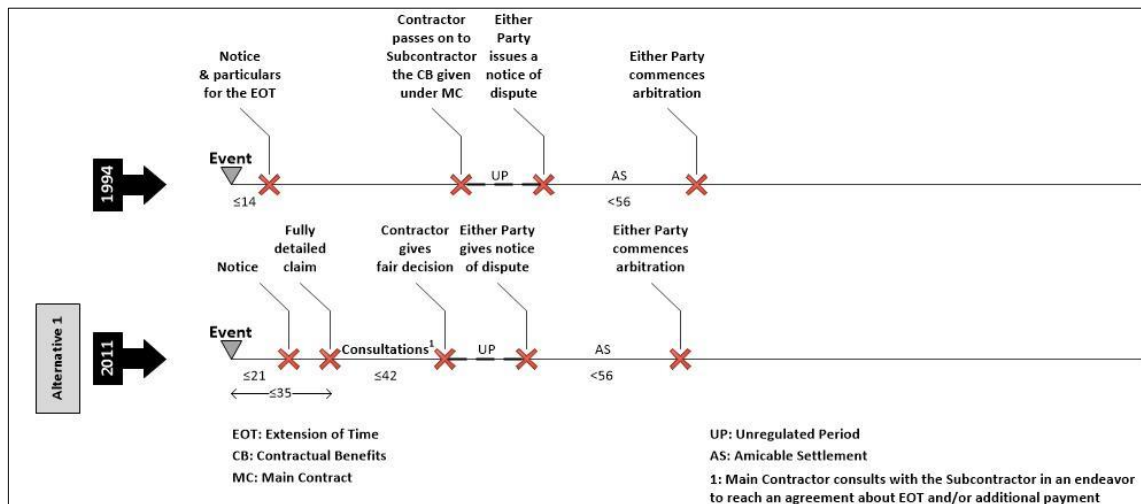 Notice
& particulars
for the EOT
Contractor
passes on to
Subcontractor
the CB given
under MC
Either
Party
issues a
notice of
dispute
Either Party
commences
arbitration
1994
Event
UP
AS
≤14
<56
Notice
Fully
detailed
claim
Contractor
gives
fair decision
Either Party
gives notice
of dispute
Either Party
commences
arbitration
Alternative 1
2011
Event
Consultations¹
UP
AS
≤21
≤42
<56
≤35
EOT: Extension of Time
CB: Contractual Benefits
MC: Main Contract
UP: Unregulated Period
AS: Amicable Settlement
1: Main Contractor consults with the Subcontractor in an endeavor
to reach an agreement about EOT and/or additional payment